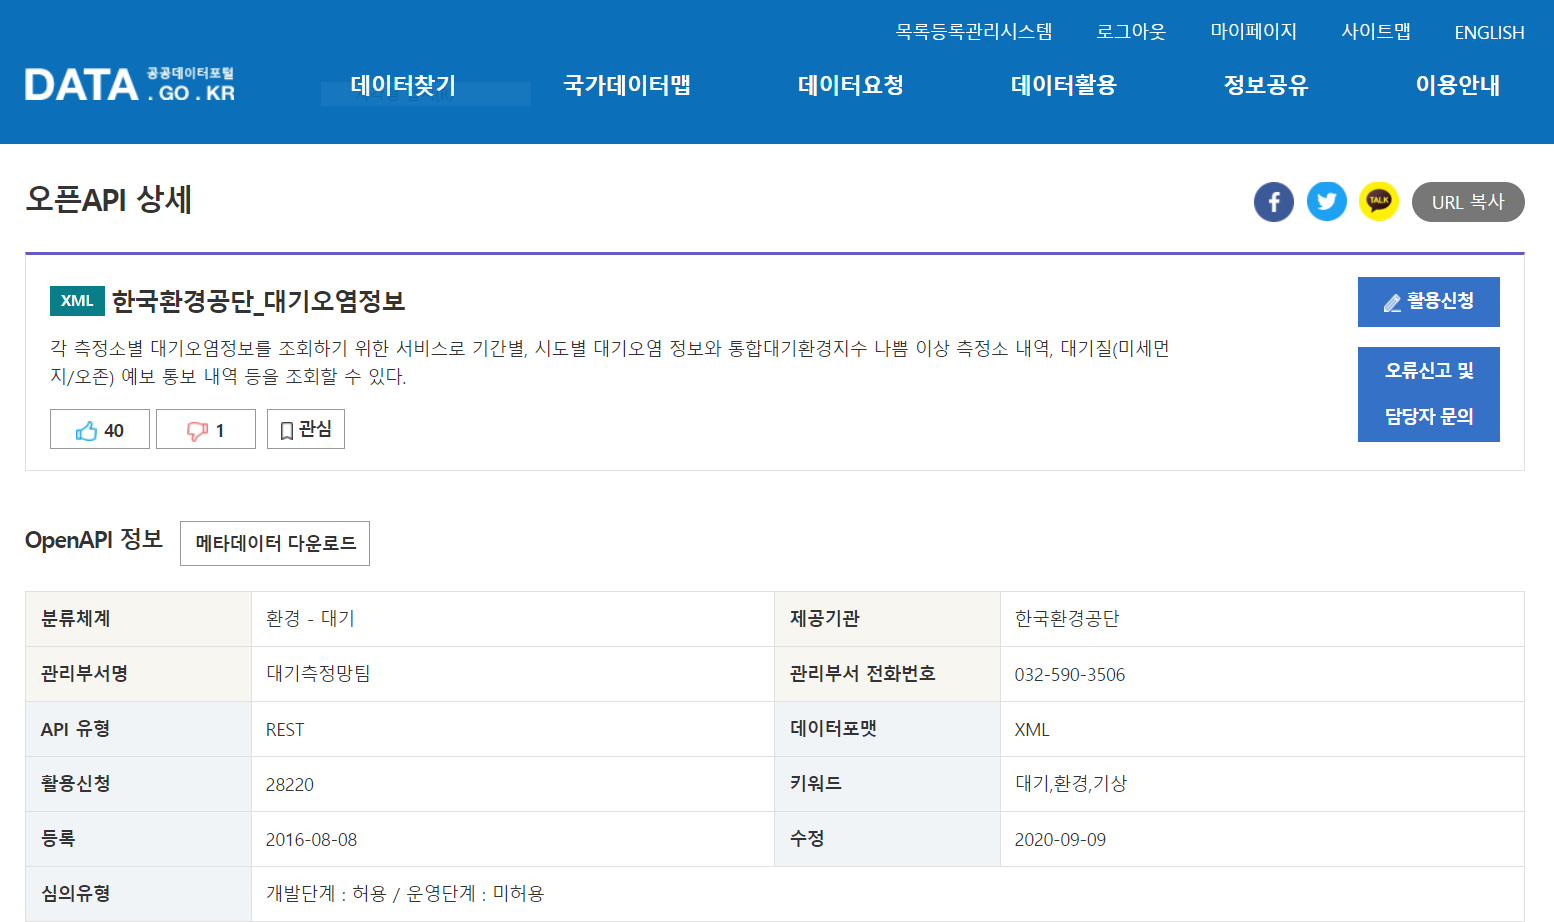 목록등록관리시스템 로그아웃 마이페이지 사이트맵 ENGLISH
DATA 공공데이터포털 .GO.KR
데이터찾기 국가데이터맵 데이터요청 데이터활용 정보공유 이용안내
오픈API 상세
TALK
URL 복사
XML 한국환경공단_대기오염정보
활용신청
각 측정소별 대기오염정보를 조회하기 위한 서비스로 기간별, 시도별 대기오염 정보와 통합대기환경지수 나쁨 이상 측정소 내역, 대기질(미세먼
지/오존) 예보 통보 내역 등을 조회할 수 있다.
오류신고 및
담당자 문의
40 1 관심
OpenAPI 정보 메타데이터 다운로드
분류체계 환경 - 대기 제공기관 한국환경공단
관리부서명 대기측정망팀 관리부서 전화번호 032-590-3506
API 유형 REST 데이터포맷 XML
활용신청 28220 키워드 대기,환경,기상
등록 2016-08-08 수정 2020-09-09
심의유형 개발단계 : 허용 / 운영단계 : 미허용